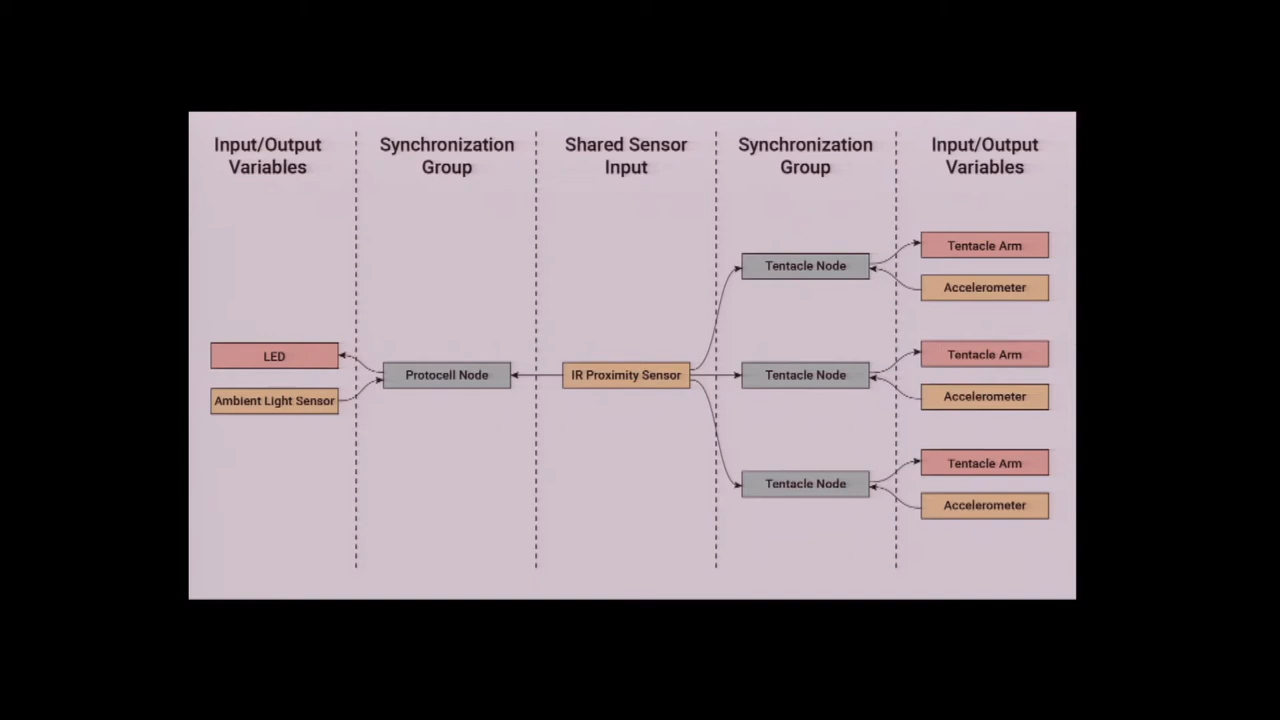 Input/Output
Variables
Synchronization
Group
Shared Sensor
Input
Synchronization
Group
Input/Output
Variables
Tentacle Arm
Tentacle Node
Accelerometer
LED
Ambient Light Sensor
Protocell Node
IR Proximity Sensor
Tentacle Node
Tentacle Arm
Accelerometer
Tentacle Node
Tentacle Arm
Accelerometer